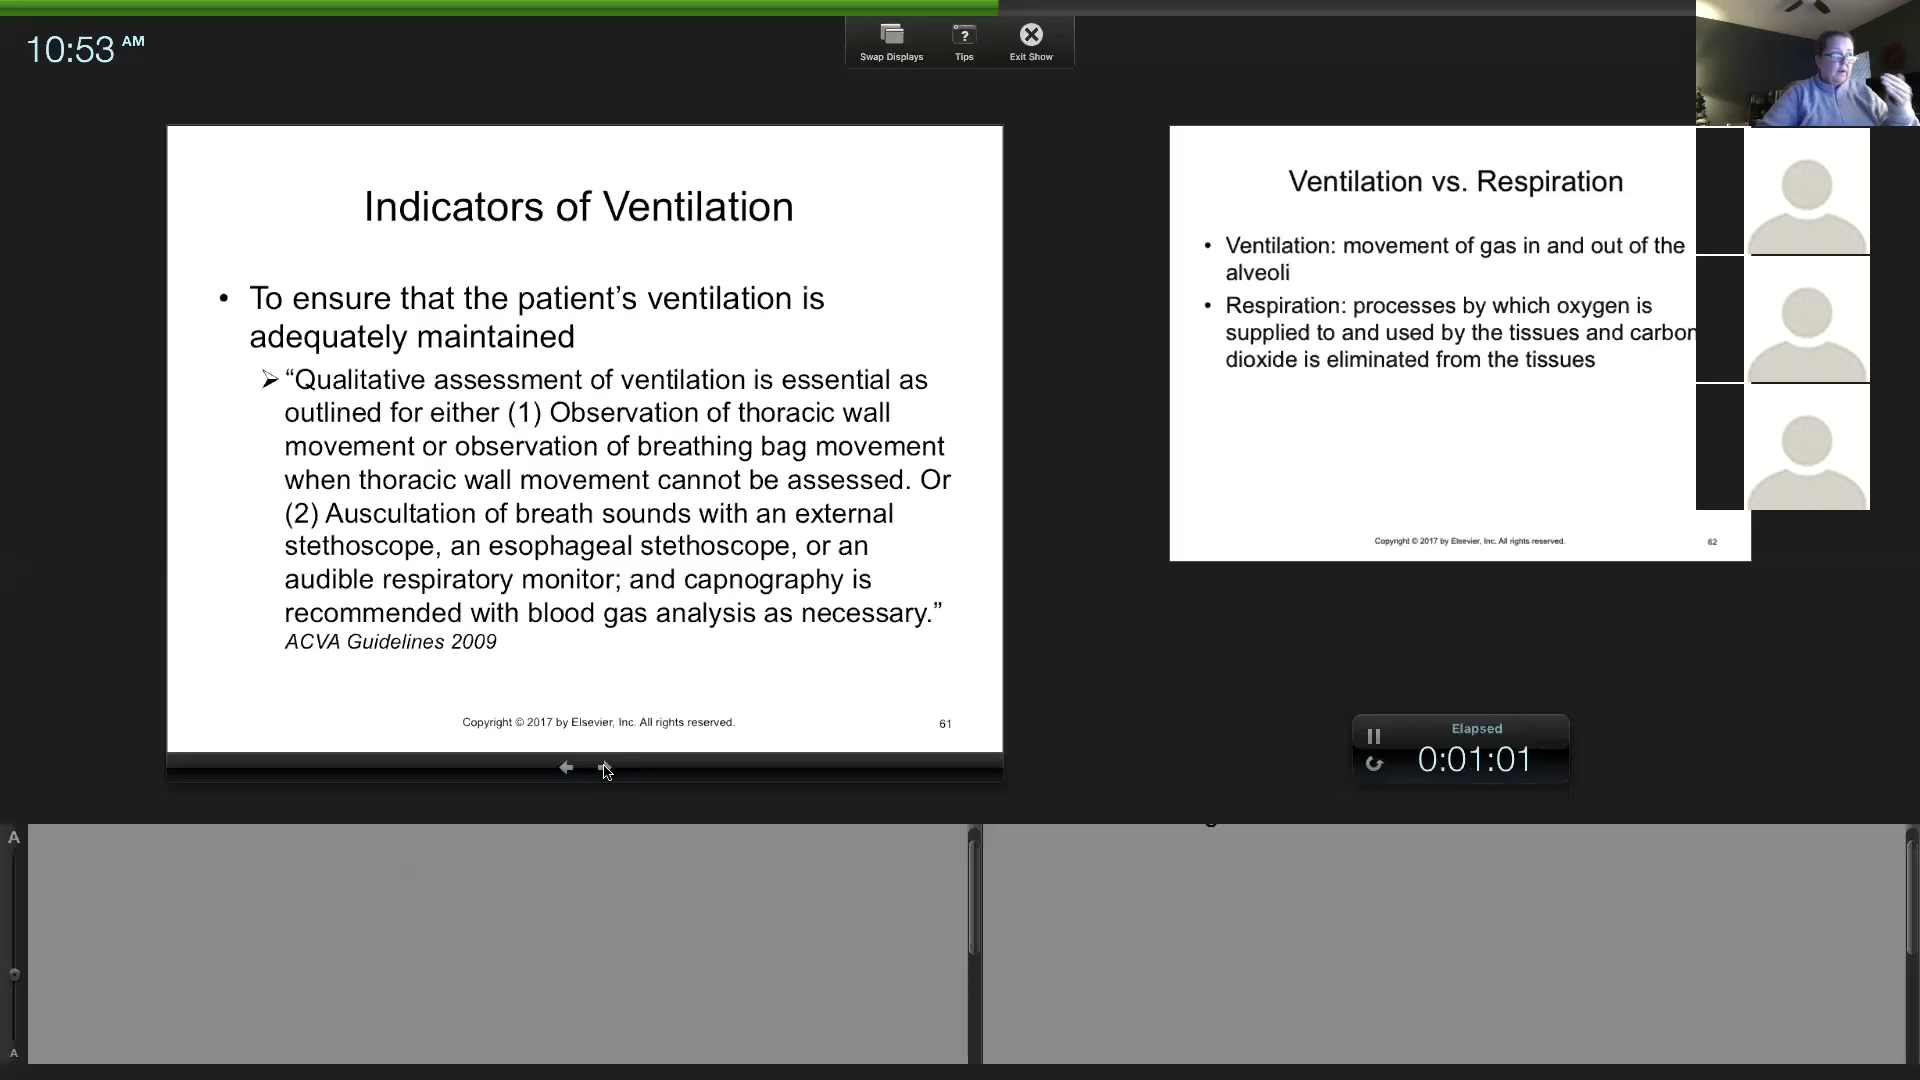 10:53 AM
Swap Displays
Tips
Exit Show
Indicators of Ventilation
• To ensure that the patient’s ventilation is
adequately maintained
➢ “Qualitative assessment of ventilation is essential as
outlined for either (1) Observation of thoracic wall
movement or observation of breathing bag movement
when thoracic wall movement cannot be assessed. Or
(2) Auscultation of breath sounds with an external
stethoscope, an esophageal stethoscope, or an
audible respiratory monitor; and capnography is
recommended with blood gas analysis as necessary.”
ACVA Guidelines 2009
Copyright © 2017 by Elsevier, Inc. All rights reserved.
61
Ventilation vs. Respiration
• Ventilation: movement of gas in and out of the
alveoli
• Respiration: processes by which oxygen is
supplied to and used by the tissues and carbon
dioxide is eliminated from the tissues
Copyright © 2017 by Elsevier, Inc. All rights reserved.
62
Elapsed
0:01:01
A
A